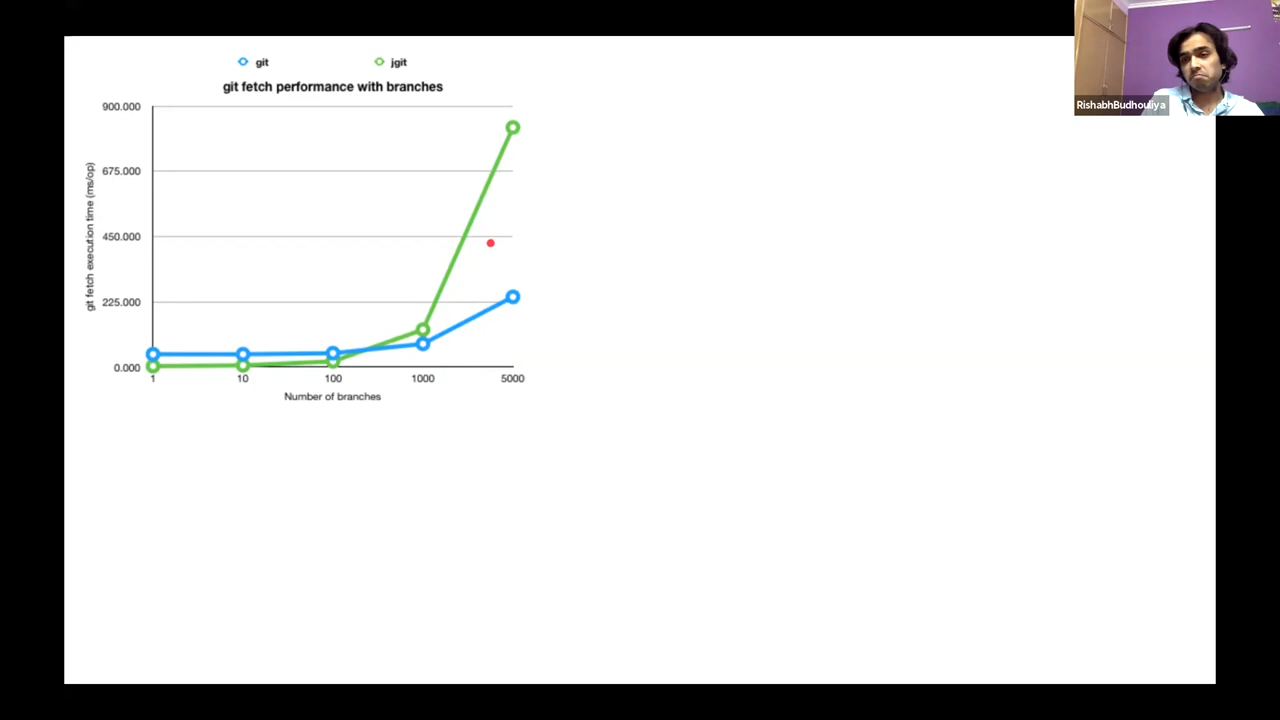 git
jgit
git fetch performance with branches
900.000
675.000
450.000
225.000
0.000
git fetch execution time (ms/op)
1
10
100
1000
5000
Number of branches
RishabhBudhouliya